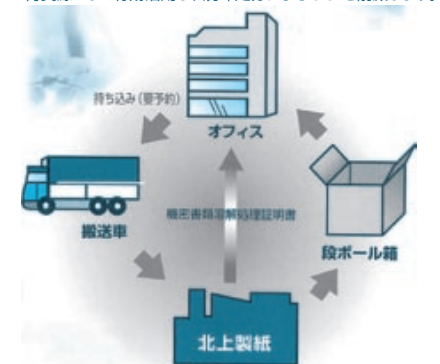 持ち込み（要予約）
オフィス
機密書類溶解処理証明書
搬送車
段ボール箱
北上製紙